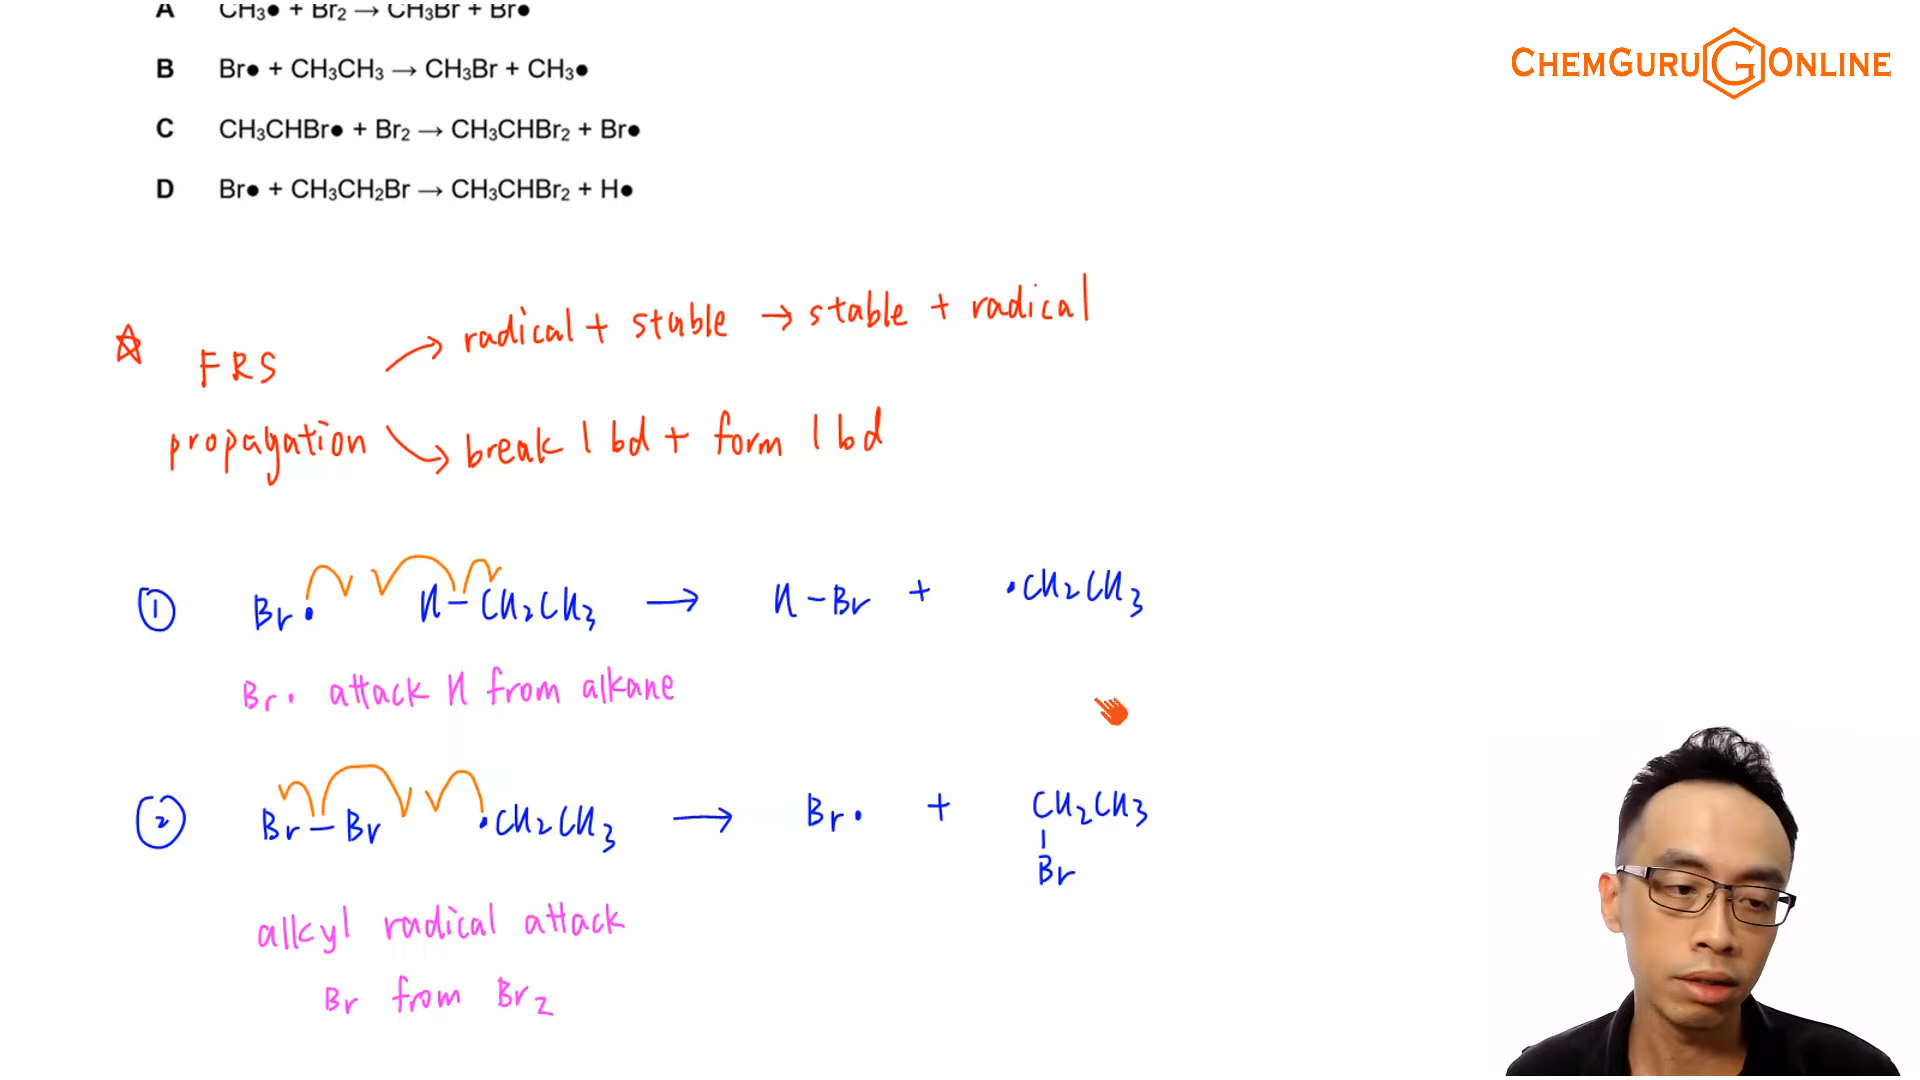 A CH₃● + Br₂ → CH₃Br + Br●
CHEMGURU G ONLINE
B Br● + CH₃CH₃ → CH₃Br + CH₃●
C CH₃CHBr● + Br₂ → CH₃CHBr₂ + Br●
D Br● + CH₃CH₂Br → CH₃CHBr₂ + H●
radical + stable → stable + radical
☆ FRS
propagation
break 1 bd + form 1 bd
① Br• H – CH₂CH₃ → H – Br + •CH₂CH₃
Br• attack H from alkane
② Br – Br •CH₂CH₃ → Br• + CH₂CH₃
Br
alkyl radical attack
Br from Br₂